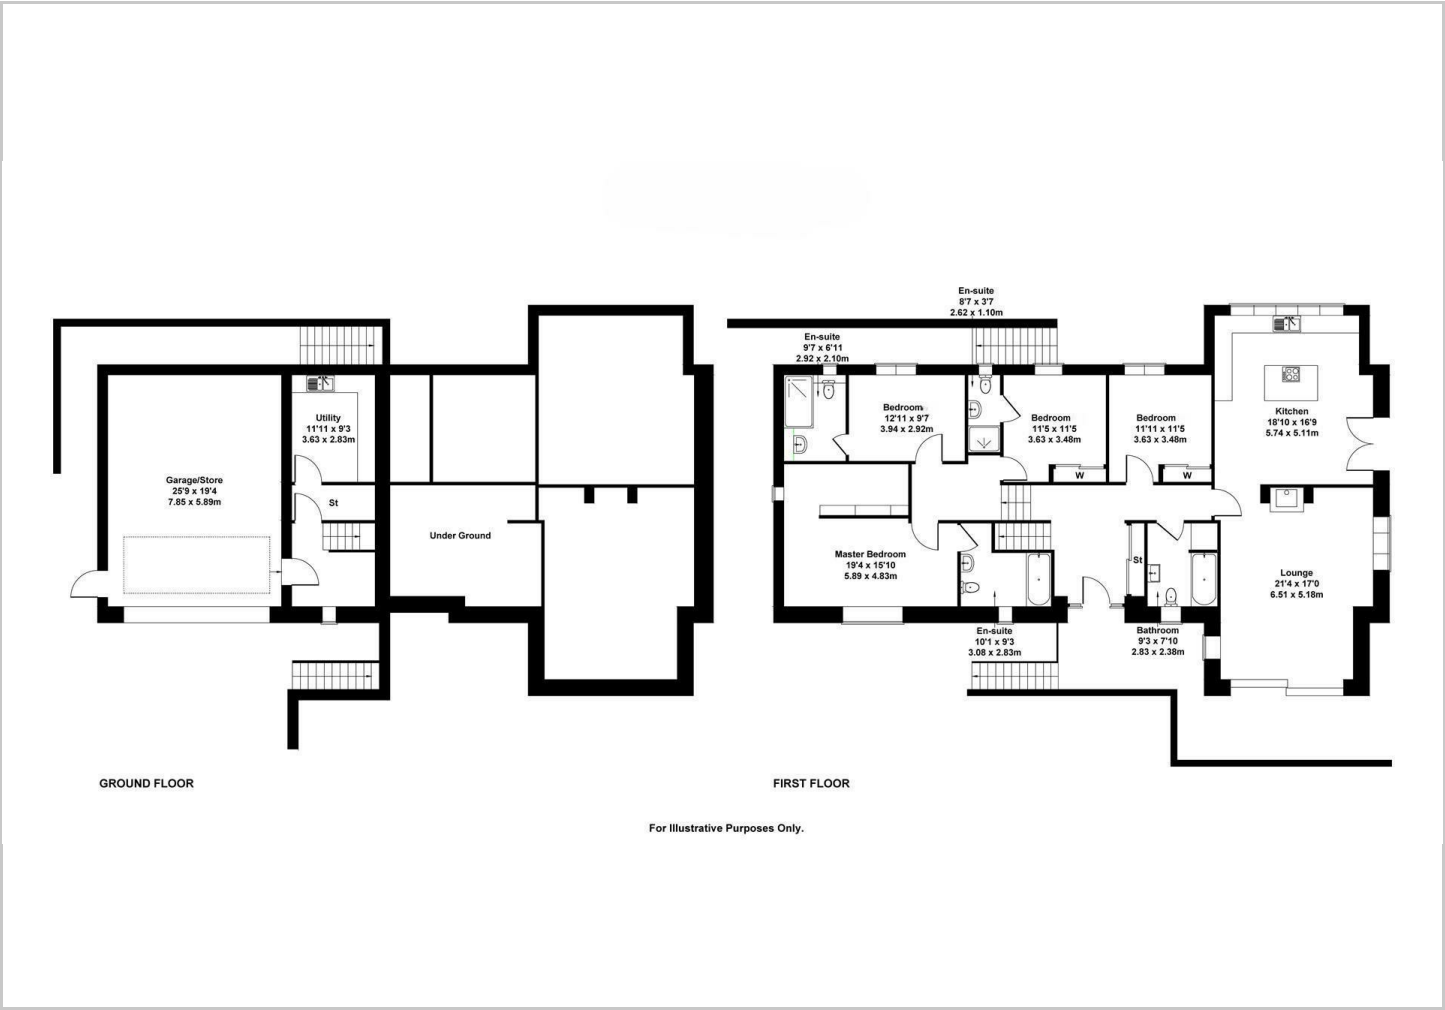 Utility
11'11 x 9'3
3.63 x 2.83m
Garage/Store
25'9 x 19'4
7.85 x 5.89m
St
Under Ground
GROUND FLOOR
En-suite
8'7 x 3'7
2.62 x 1.10m
En-suite
9'7 x 6'11
2.92 x 2.10m
Bedroom
12'11 x 9'7
3.94 x 2.92m
Bedroom
11'5 x 11'5
3.63 x 3.48m
W
Bedroom
11'11 x 11'5
3.63 x 3.48m
W
Kitchen
18'10 x 16'9
5.74 x 5.11m
Master Bedroom
19'4 x 15'10
5.89 x 4.83m
St
Lounge
21'4 x 17'0
6.51 x 5.18m
En-suite
10'1 x 9'3
3.08 x 2.83m
Bathroom
9'3 x 7'10
2.83 x 2.38m
FIRST FLOOR
For Illustrative Purposes Only.